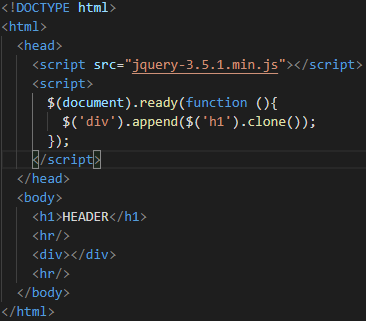 <!DOCTYPE html>
<html>
  <head>
    <script src="jquery-3.5.1.min.js"></script>
    <script>
      $(document).ready(function (){
        $('div').append($('h1').clone());
      });
    </script>
  </head>
  <body>
    <h1>HEADER</h1>
    <hr/>
    <div></div>
    <hr/>
  </body>
</html>